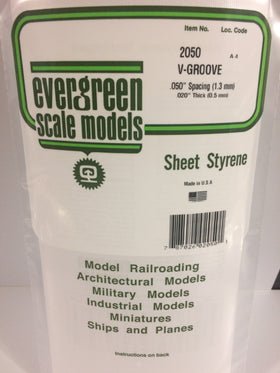 Item No. Loc. Code
2050 A 4
V-GROOVE
.050" Spacing (1.3 mm)
.020" Thick (0.5 mm)
evergreen
scale models
Sheet Styrene
Made in U.S.A
Model Railroading
Architectural Models
Military Models
Industrial Models
Miniatures
Ships and Planes
Instructions on back